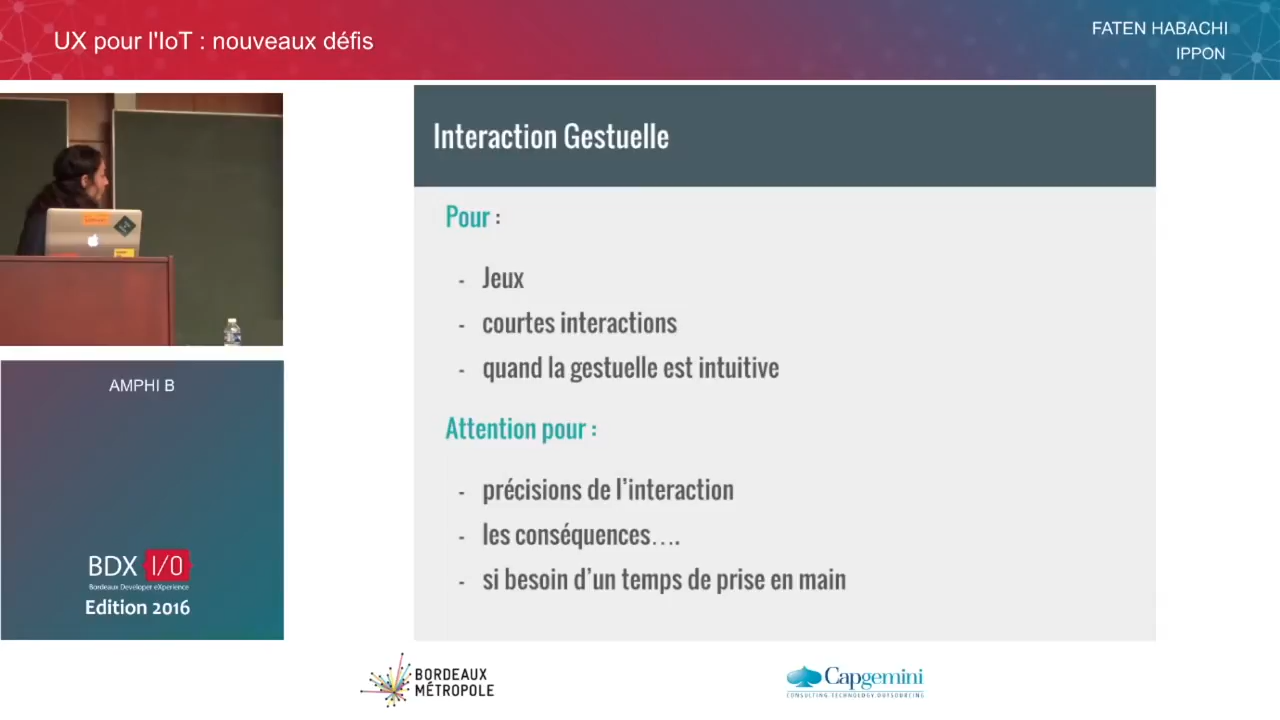 UX pour l'IoT : nouveaux défis
FATEN HABACHI
IPPON
Interaction Gestuelle
Pour :
- Jeux
- courtes interactions
- quand la gestuelle est intuitive
Attention pour :
- précisions de l'interaction
- les conséquences....
- si besoin d'un temps de prise en main
AMPHI B
BDX I/O
Bordeaux Developer eXperience
Edition 2016
BORDEAUX
MÉTROPOLE
Capgemini
CONSULTING.TECHNOLOGY.OUTSOURCING